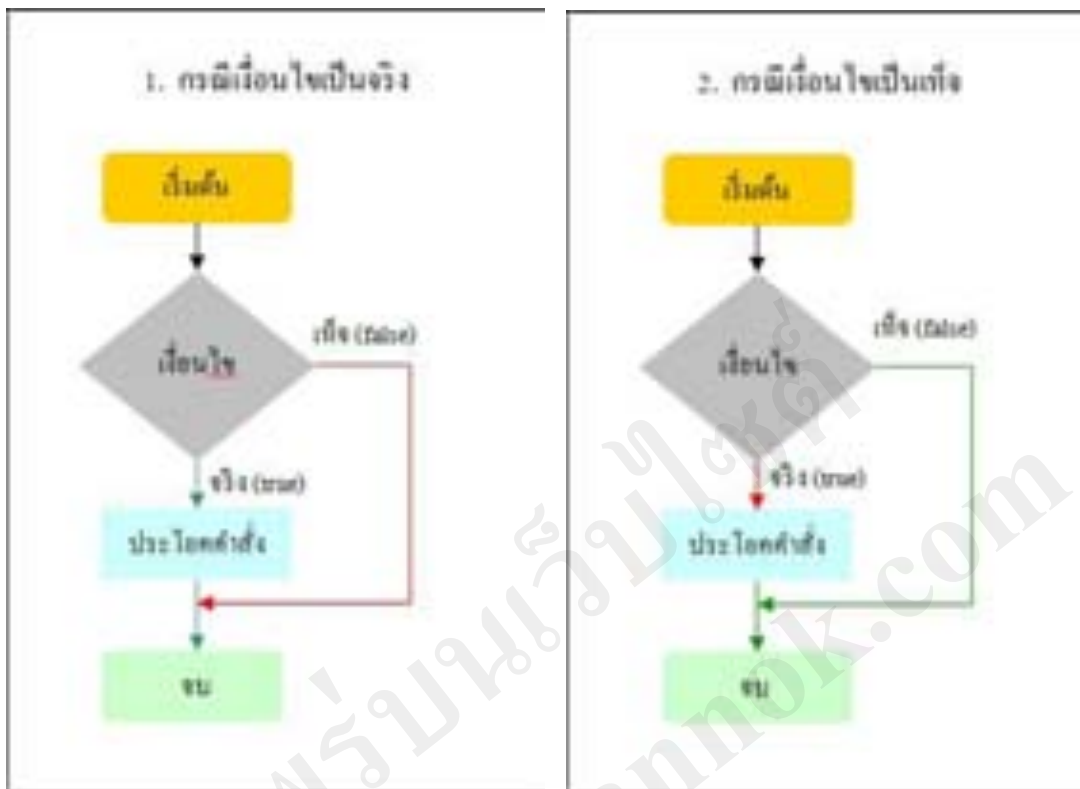 1. กรณีเงื่อนไขเป็นจริง
เริ่มต้น
เงื่อนไข
เท็จ (false)
จริง (true)
ประโยคคำสั่ง
จบ
2. กรณีเงื่อนไขเป็นเท็จ
เริ่มต้น
เงื่อนไข
เท็จ (false)
จริง (true)
ประโยคคำสั่ง
จบ